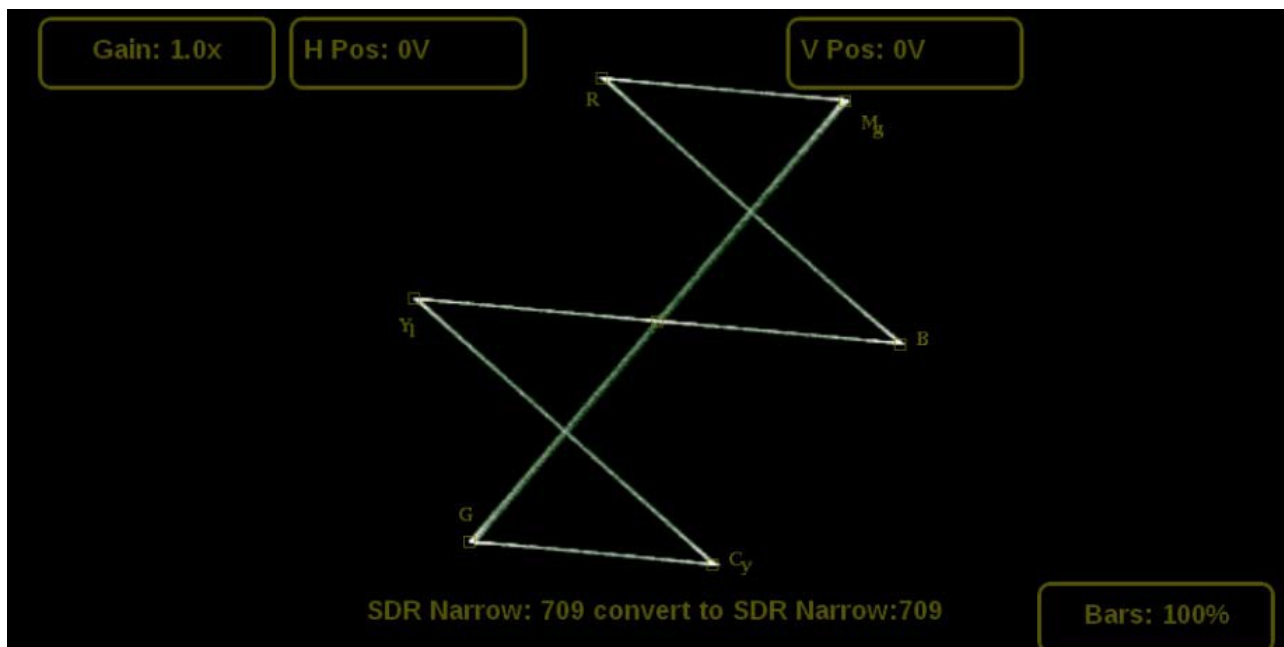 Gain: 1.0x
H Pos: 0V
V Pos: 0V
R
Mg
Yl
B
G
Cy
SDR Narrow: 709 convert to SDR Narrow:709
Bars: 100%